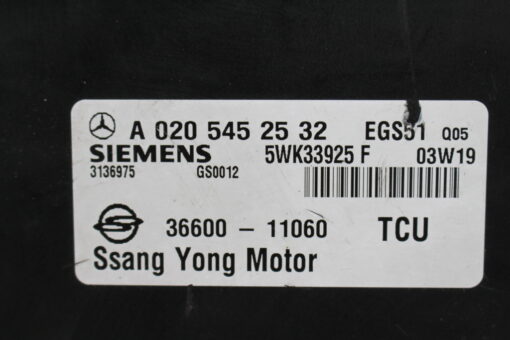 A 020 545 25 32 EGS51 Q05
SIEMENS 5WK33925 F 03W19
3136975 GS0012
36600 - 11060 TCU
Ssang Yong Motor